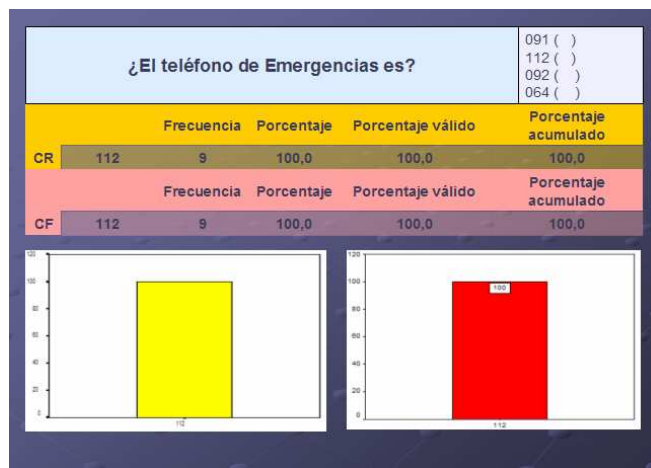 ¿El teléfono de Emergencias es?
091 ( )
112 ( )
092 ( )
064 ( )
Frecuencia Porcentaje Porcentaje válido Porcentaje acumulado
CR 112 9 100,0 100,0 100,0
Frecuencia Porcentaje Porcentaje válido Porcentaje acumulado
CF 112 9 100,0 100,0 100,0
120
100
80
60
40
20
0
112
120
100
80
60
40
20
0
100
112